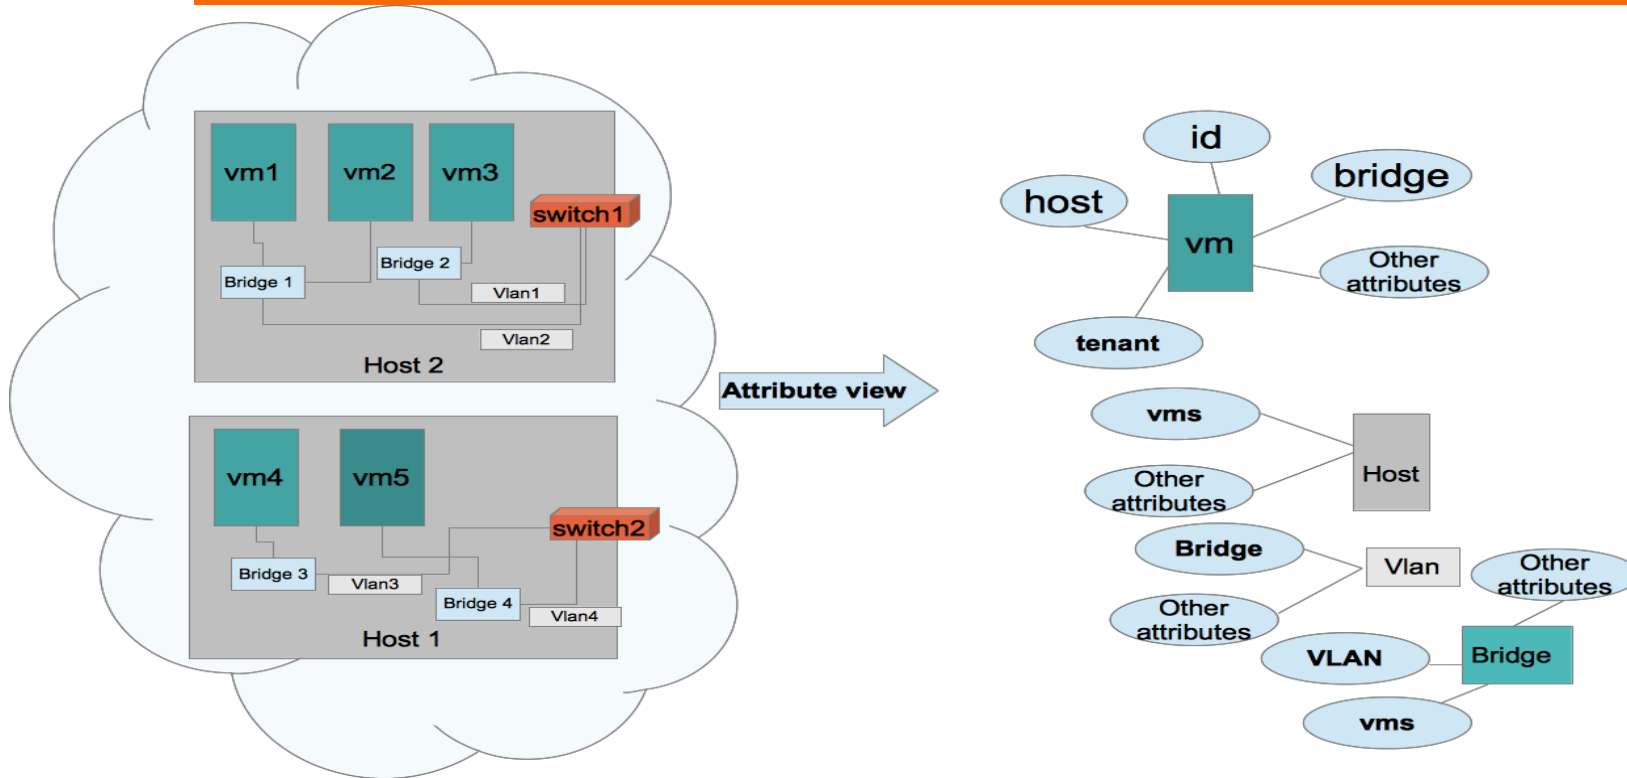 vm1
vm2
vm3
switch1
Bridge 1
Bridge 2
Vlan1
Vlan2
Host 2
vm4
vm5
switch2
Bridge 3
Vlan3
Bridge 4
Vlan4
Host 1
Attribute view
id
host
bridge
vm
Other
attributes
tenant
vms
Other
attributes
Host
Bridge
Other
attributes
Vlan
Other
attributes
VLAN
Bridge
vms